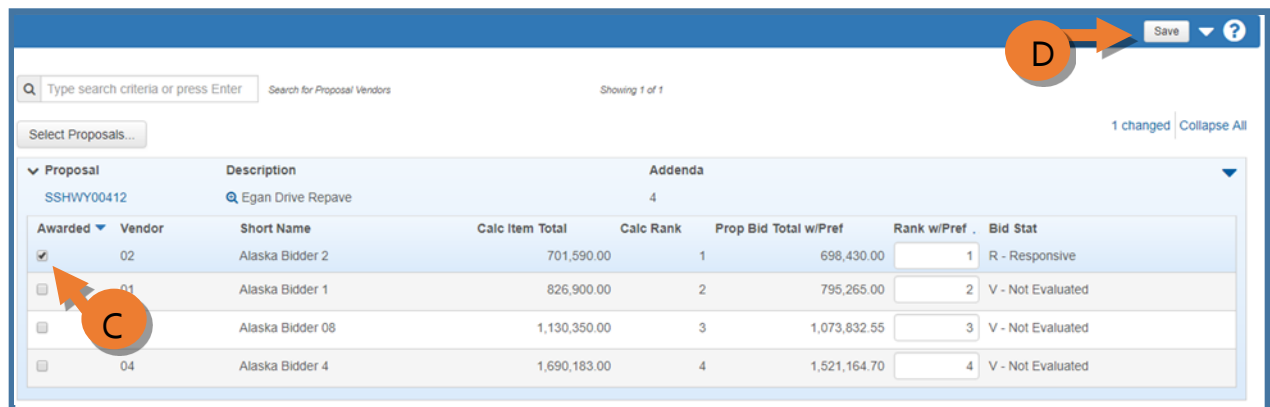 Save ?
D
Type search criteria or press Enter Search for Proposal Vendors Showing 1 of 1
1 changed Collapse All
Select Proposals...
Proposal Description Addenda
SSHWY00412 Egan Drive Repave 4
Awarded Vendor Short Name Calc Item Total Calc Rank Prop Bid Total w/Pref Rank w/Pref . Bid Stat
02 Alaska Bidder 2 701,590.00 1 698,430.00 1 R - Responsive
01 Alaska Bidder 1 826,900.00 2 795,265.00 2 V - Not Evaluated
C
Alaska Bidder 08 1,130,350.00 3 1,073,832.55 3 V - Not Evaluated
04 Alaska Bidder 4 1,690,183.00 4 1,521,164.70 4 V - Not Evaluated